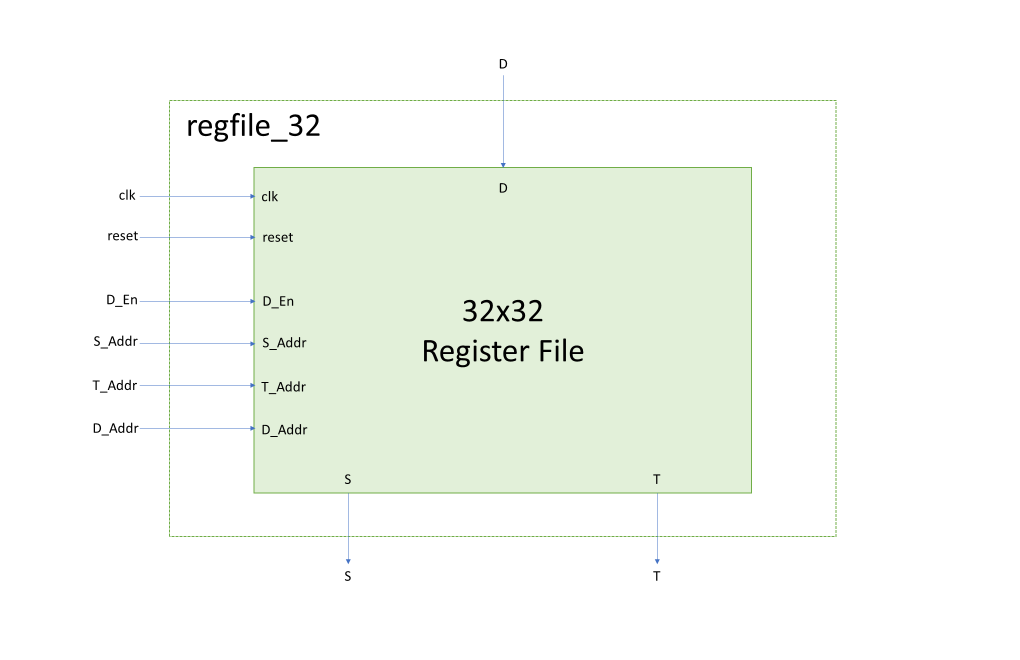 D
regfile_32
D
clk
clk
reset
reset
D_En
D_En
32x32
Register File
S_Addr
S_Addr
T_Addr
T_Addr
D_Addr
D_Addr
S
T
S
T